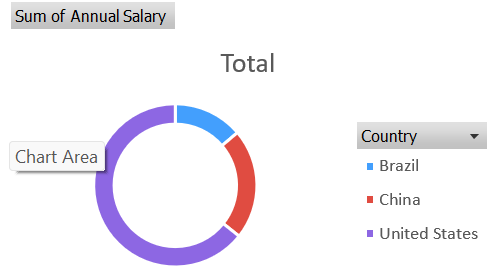 Sum of Annual Salary
Total
Chart Area
Country
Brazil
China
United States